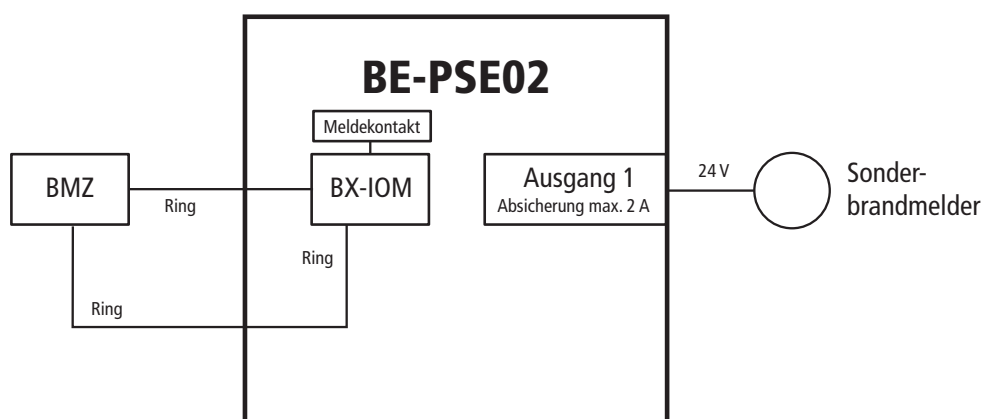 BE-PSE02
Meldekontakt
BMZ
Ring
BX-IOM
Ring
Ring
Ausgang 1
Absicherung max. 2 A
24 V
Sonder-
brandmelder